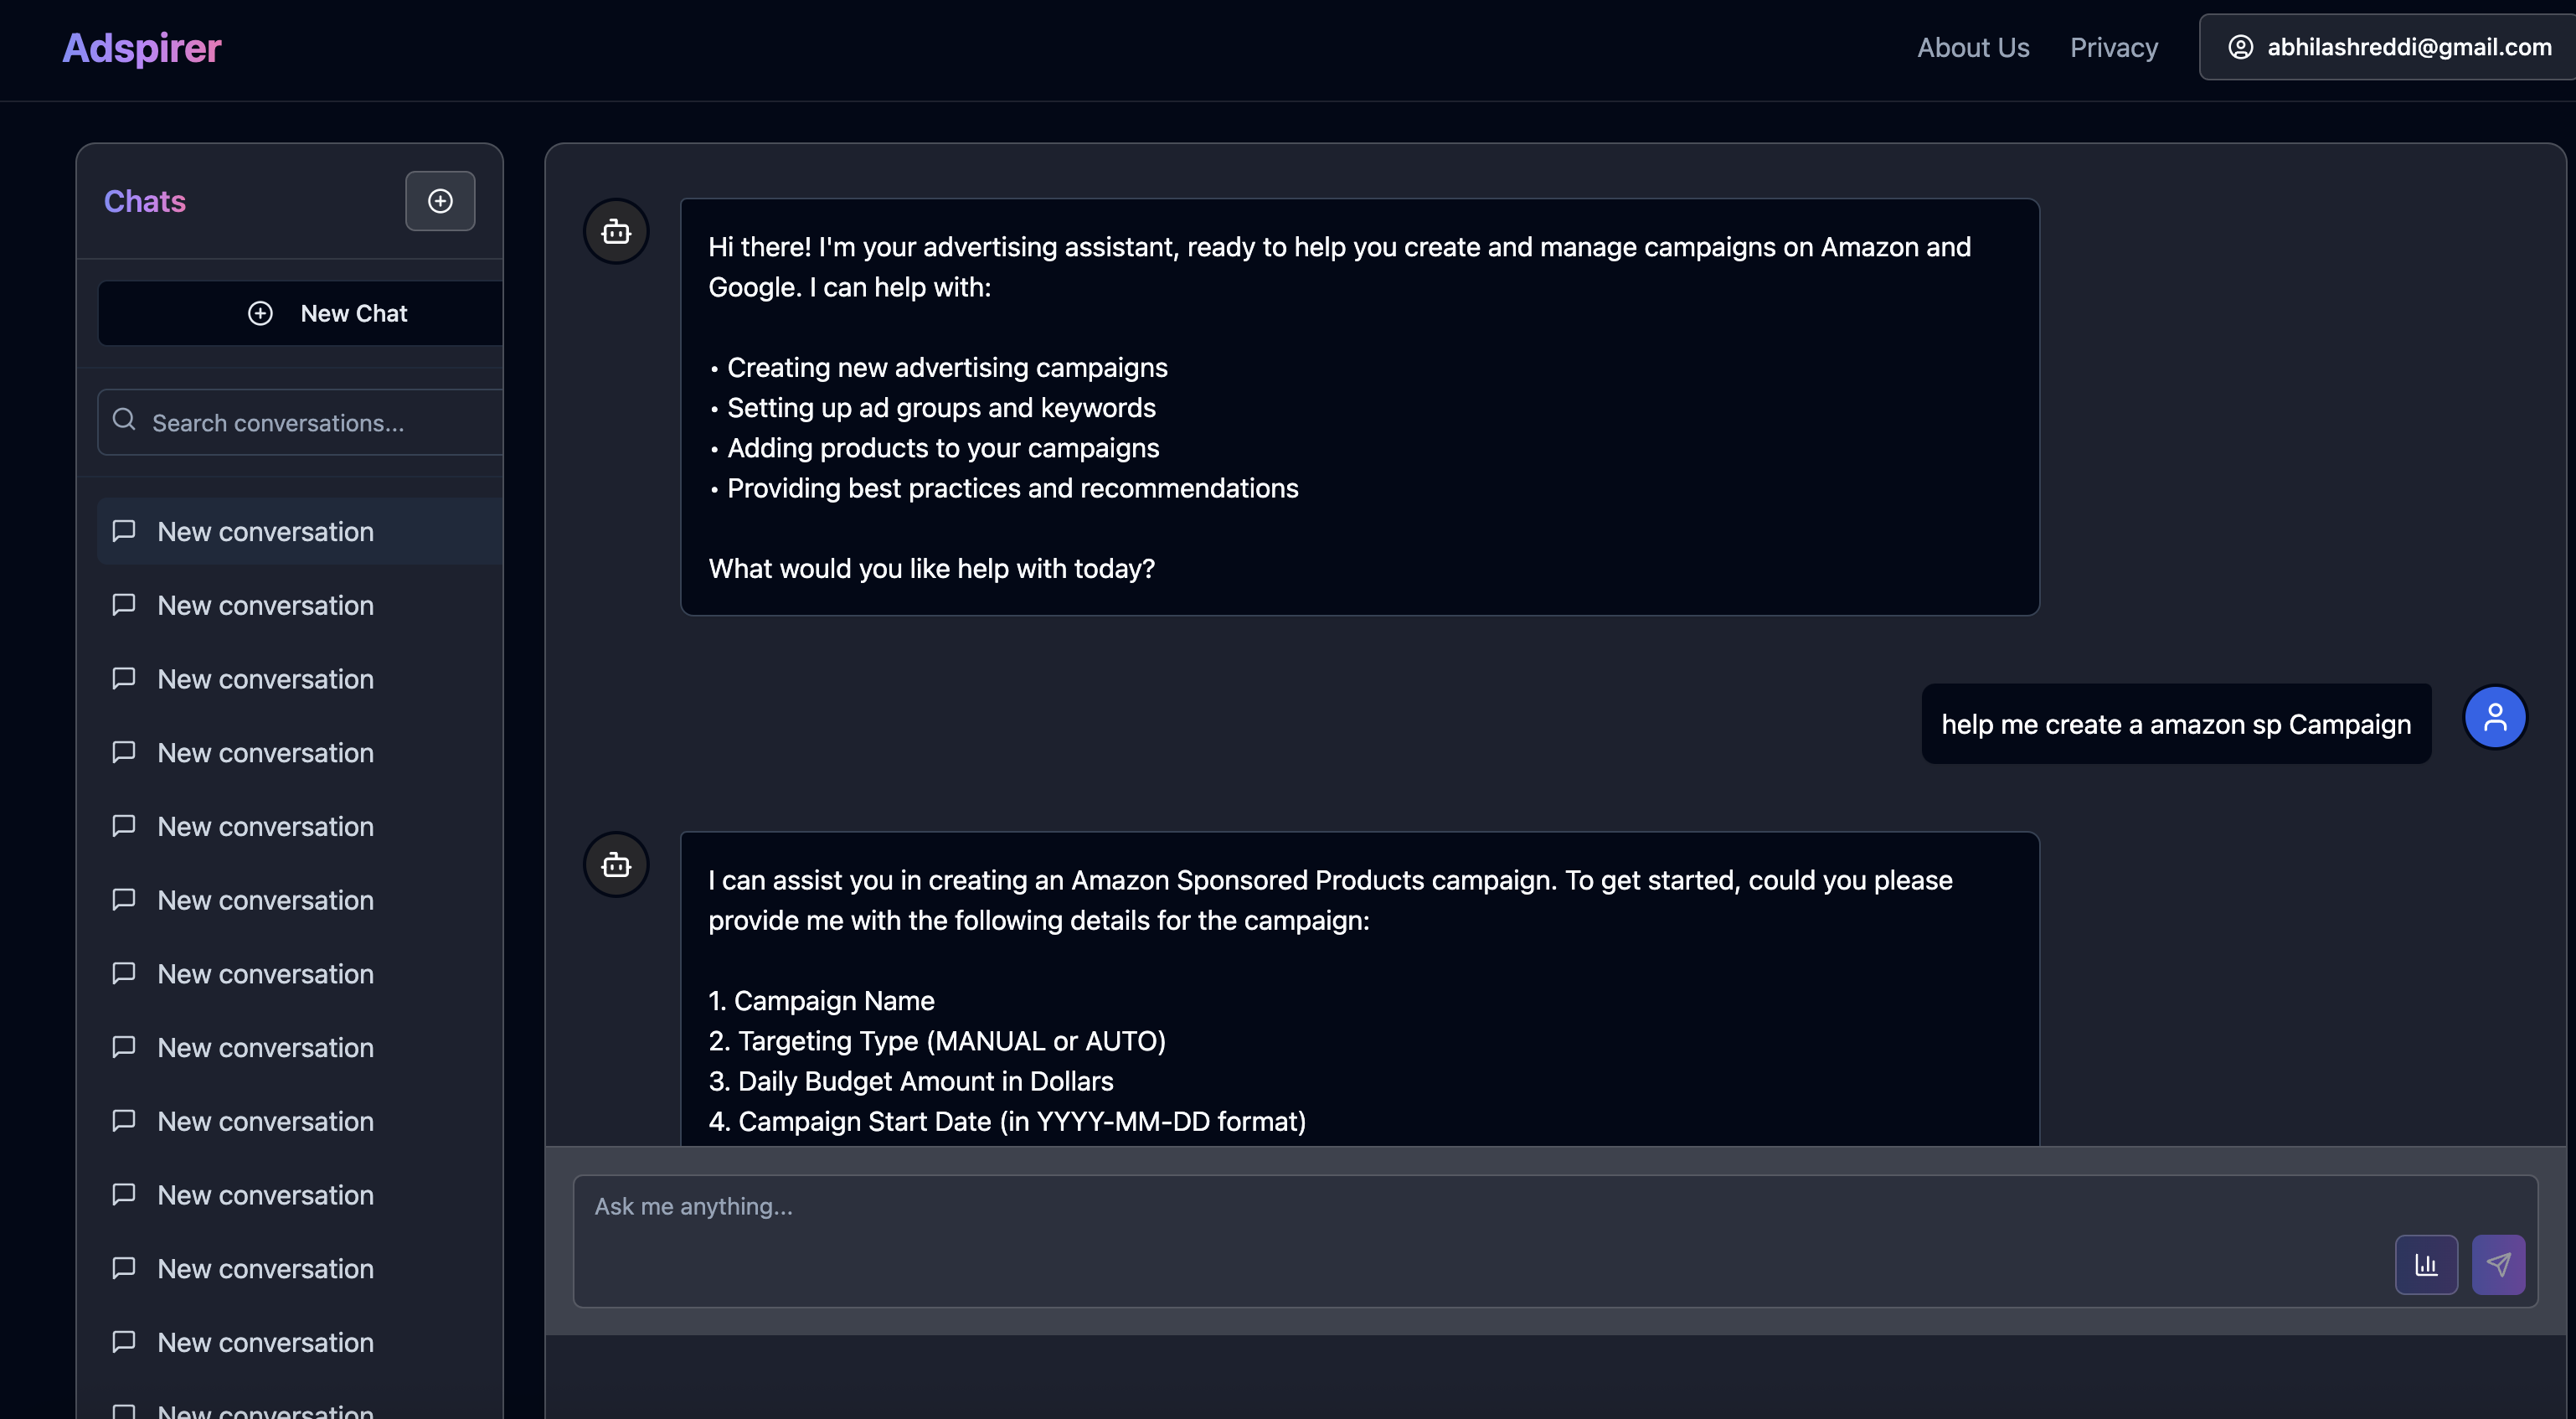 Adspirer
About Us
Privacy
abhilashreddi@gmail.com
Chats
New Chat
Search conversations...
New conversation
New conversation
New conversation
New conversation
New conversation
New conversation
New conversation
New conversation
New conversation
New conversation
New conversation
New conversation
New conversation
Hi there! I'm your advertising assistant, ready to help you create and manage campaigns on Amazon and
Google. I can help with:
• Creating new advertising campaigns
• Setting up ad groups and keywords
• Adding products to your campaigns
• Providing best practices and recommendations
What would you like help with today?
help me create a amazon sp Campaign
I can assist you in creating an Amazon Sponsored Products campaign. To get started, could you please
provide me with the following details for the campaign:
1. Campaign Name
2. Targeting Type (MANUAL or AUTO)
3. Daily Budget Amount in Dollars
4. Campaign Start Date (in YYYY-MM-DD format)
Ask me anything...